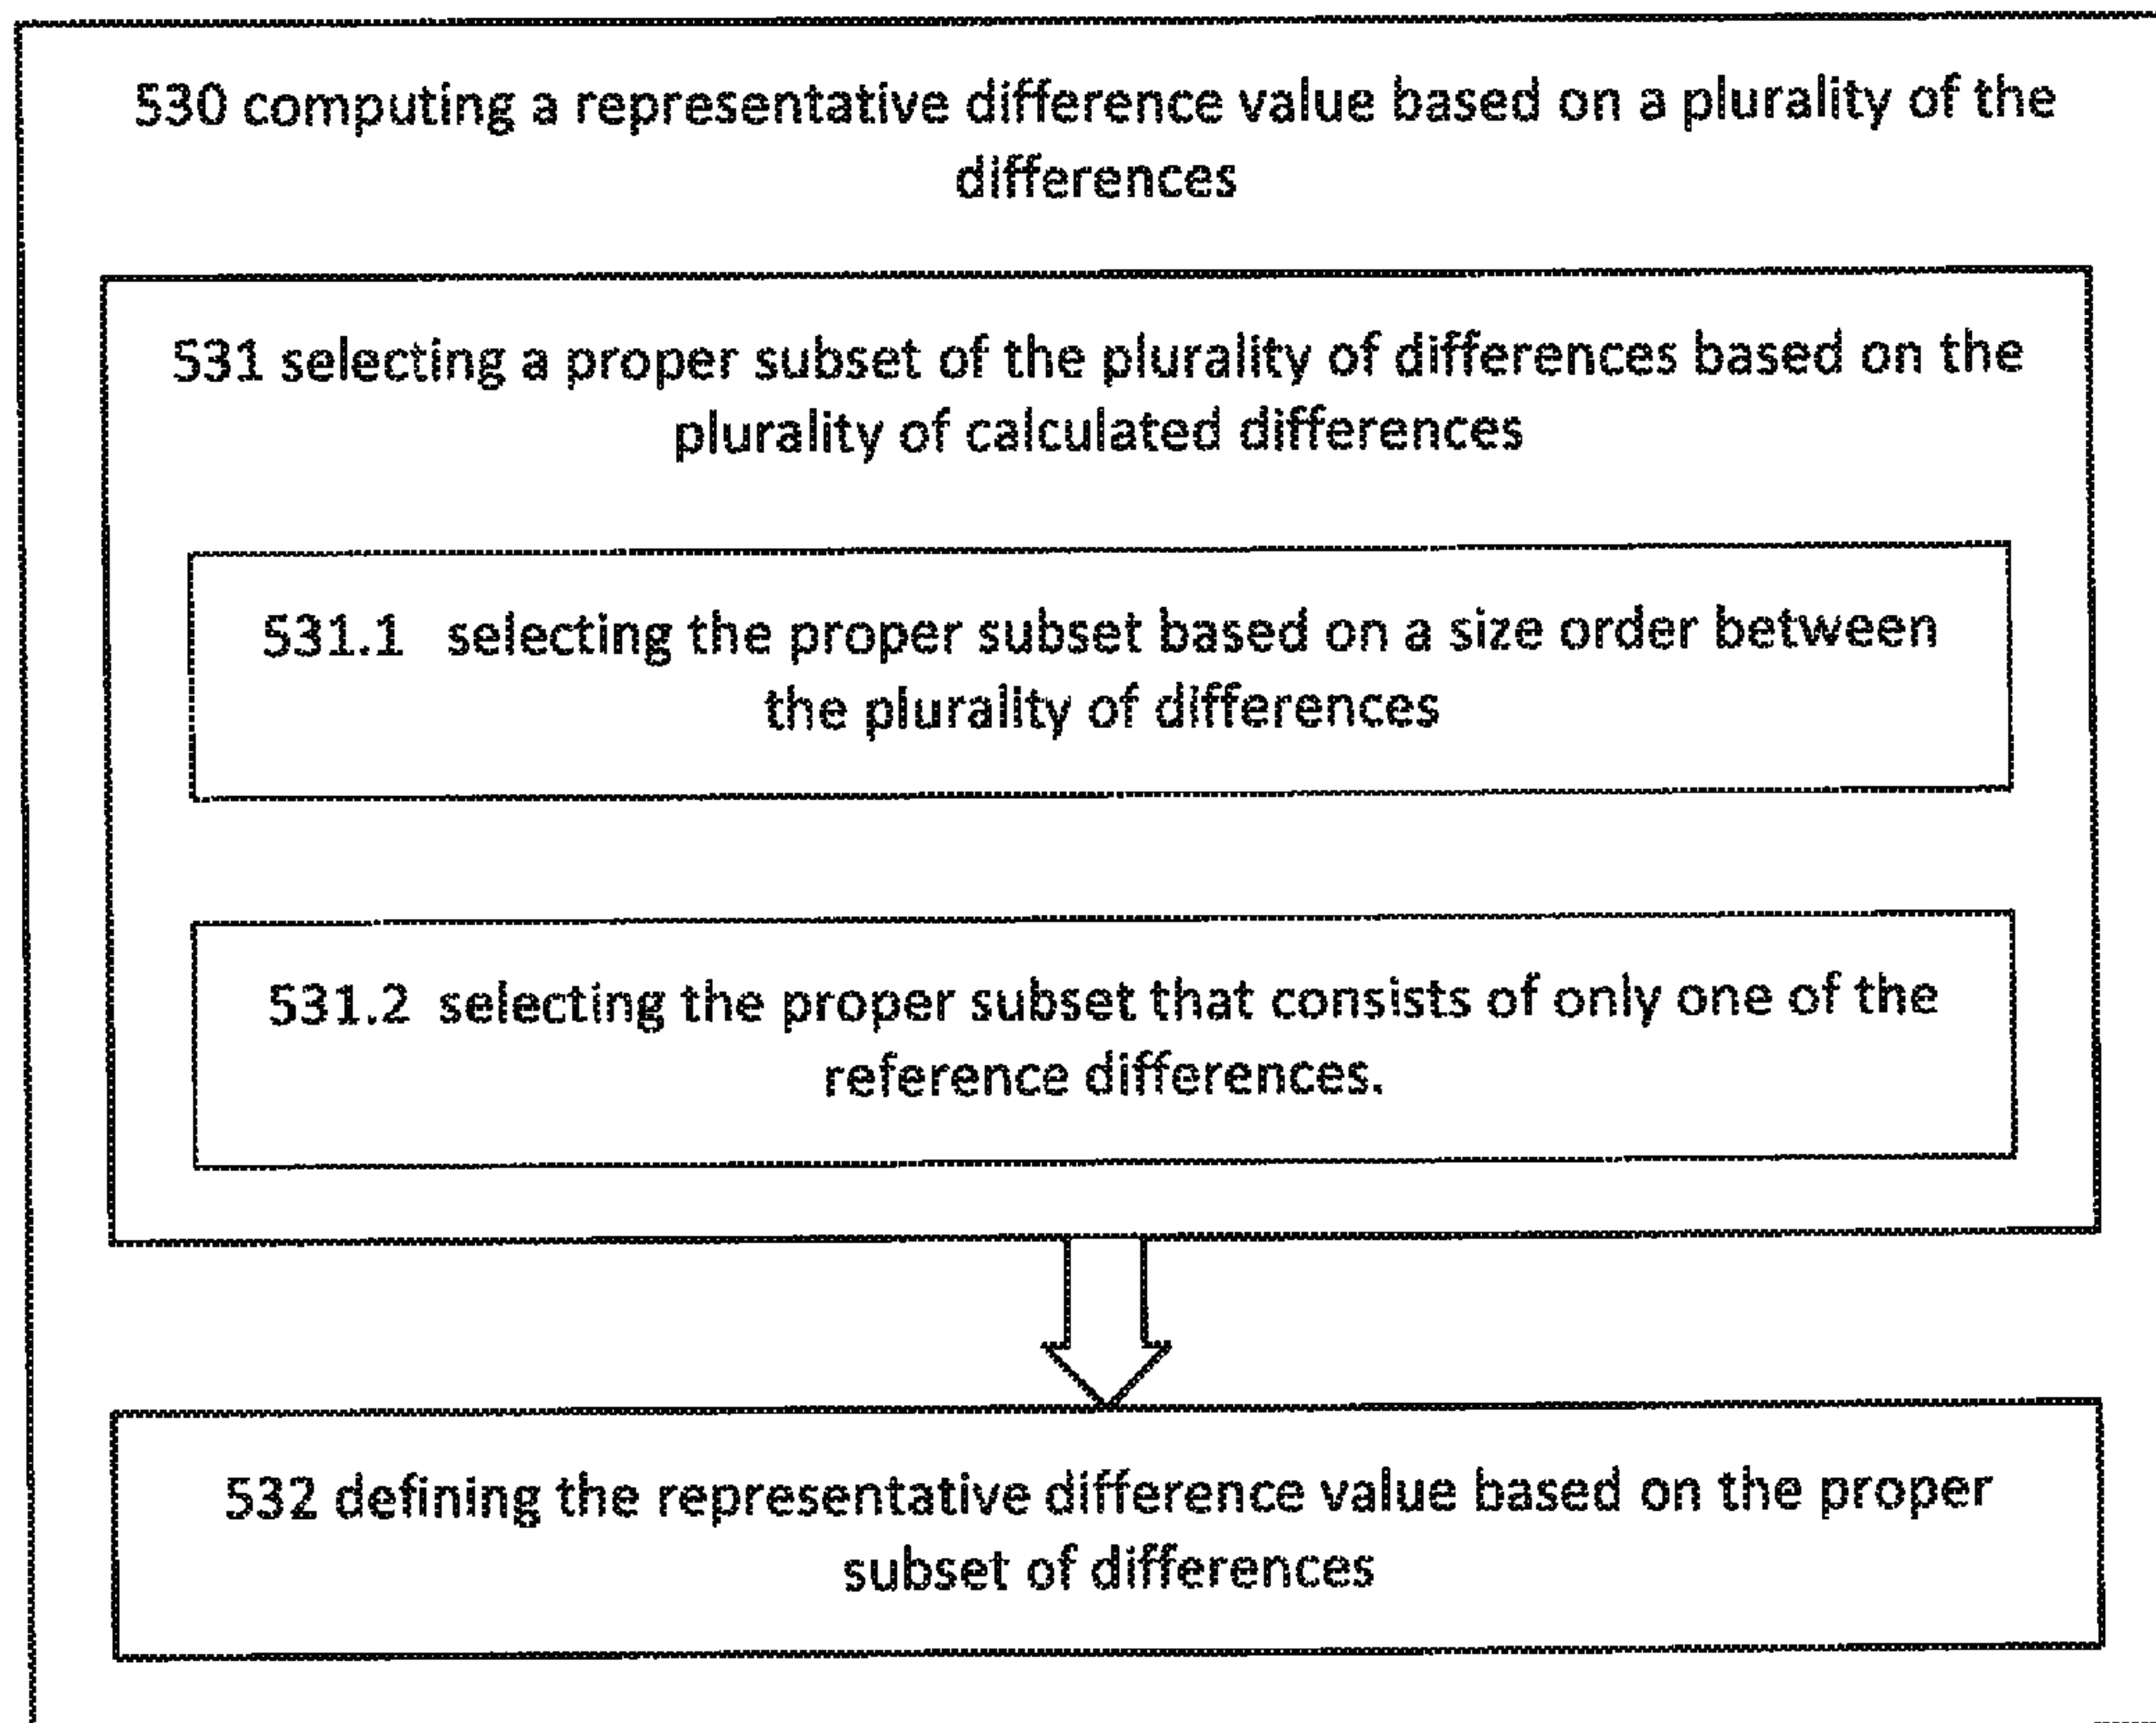 530 computing a representative difference value based on a plurality of the
differences
531 selecting a proper subset of the plurality of differences based on the
plurality of calculated differences
531.1 selecting the proper subset based on a size order between
the plurality of differences
531.2 selecting the proper subset that consists of only one of the
reference differences.
532 defining the representative difference value based on the proper
subset of differences